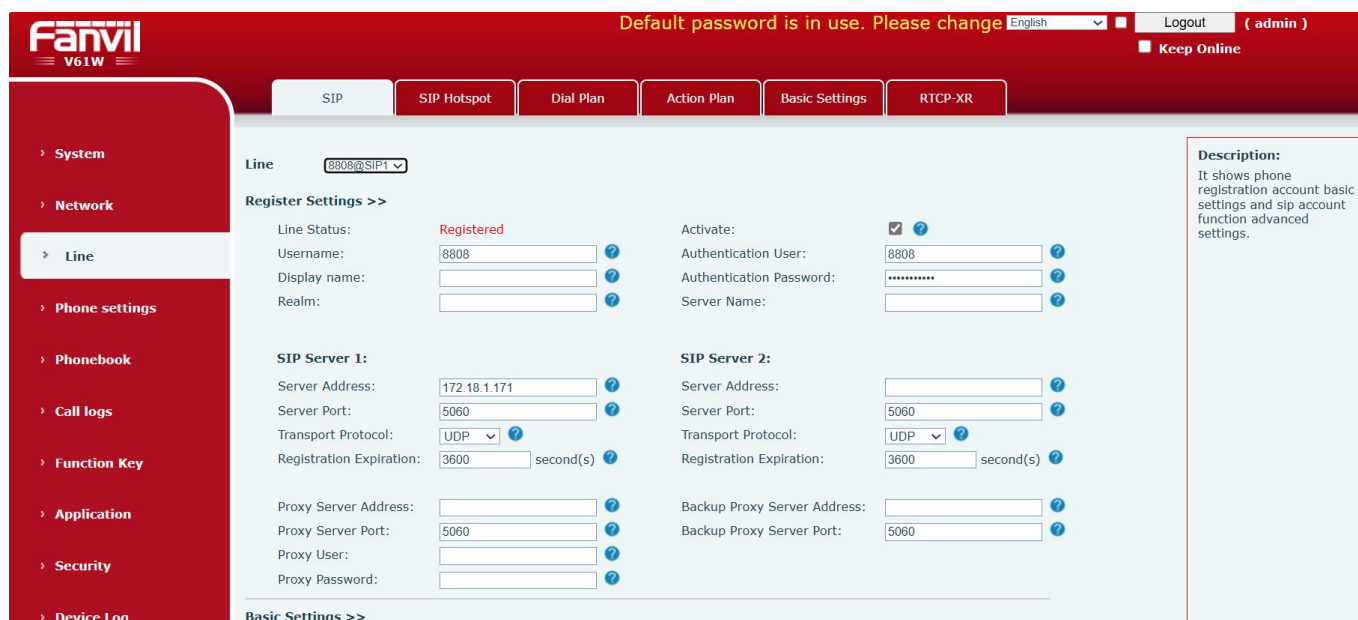 Fanvil
V61W
Default password is in use. Please change English Logout ( admin )
Keep Online
SIP SIP Hotspot Dial Plan Action Plan Basic Settings RTCP-XR
› System
› Network
› Line
› Phone settings
› Phonebook
› Call logs
› Function Key
› Application
› Security
› Device Log
Line 8808@SIP1
Register Settings >>
Line Status: Registered Activate:
Username: 8808 Authentication User: 8808
Display name: Authentication Password: •••••••••••
Realm: Server Name:
SIP Server 1: SIP Server 2:
Server Address: 172.18.1.171 Server Address:
Server Port: 5060 Server Port: 5060
Transport Protocol: UDP Transport Protocol: UDP
Registration Expiration: 3600 second(s) Registration Expiration: 3600 second(s)
Proxy Server Address: Backup Proxy Server Address:
Proxy Server Port: 5060 Backup Proxy Server Port: 5060
Proxy User:
Proxy Password:
Basic Settings >>
Description:
It shows phone
registration account basic
settings and sip account
function advanced
settings.